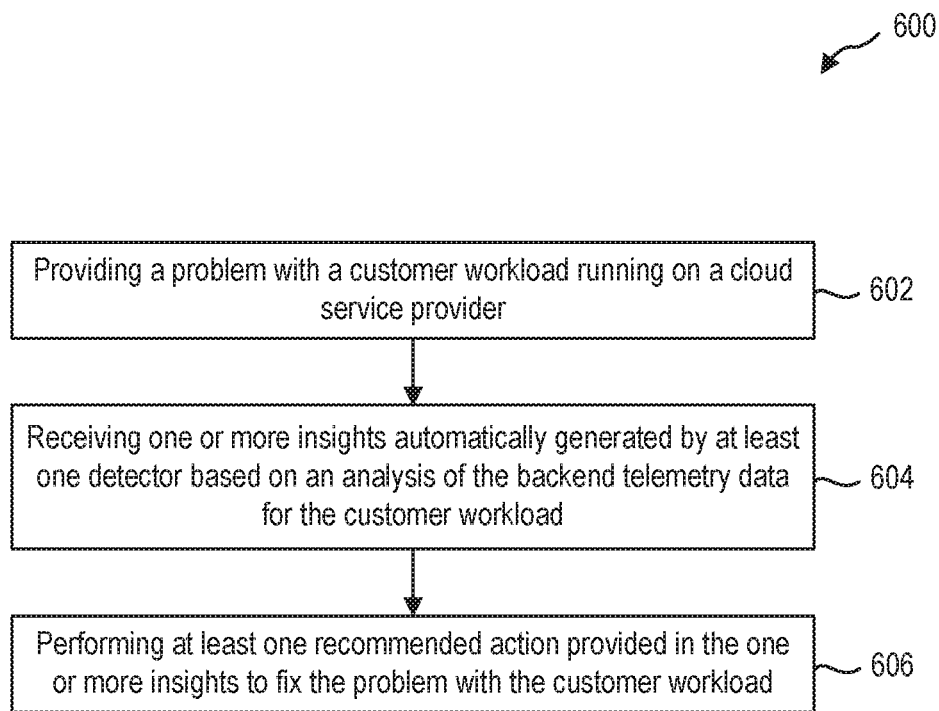 600
Providing a problem with a customer workload running on a cloud
service provider
602
Receiving one or more insights automatically generated by at least
one detector based on an analysis of the backend telemetry data
for the customer workload
604
Performing at least one recommended action provided in the one
or more insights to fix the problem with the customer workload
606